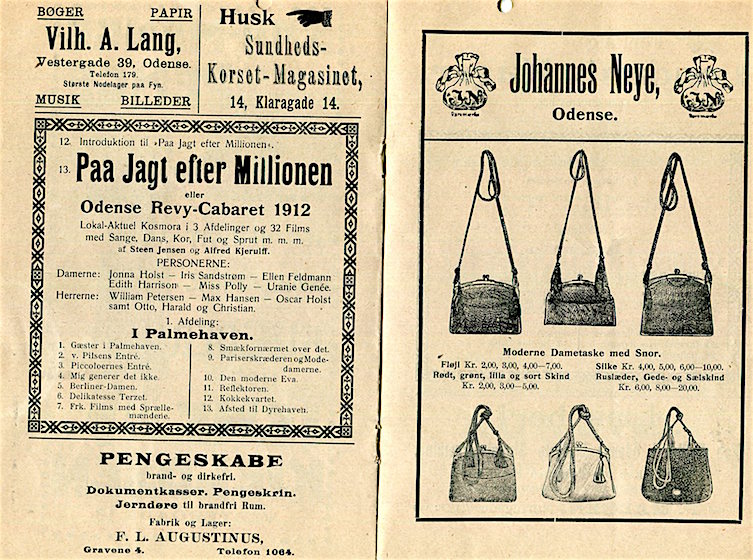 BØGER PAPIR
Vilh. A. Lang,
Vestergade 39, Odense.
Telefon 179.
Største Nodelager paa Fyn.
MUSIK BILLEDER
Husk
Sundheds-
Korset-Magasinet,
14, Klaragade 14.
12. Introduktion til »Paa Jagt efter Millionen«.
13. Paa Jagt efter Millionen
eller
Odense Revy-Cabaret 1912
Lokal-Aktuel Kosmora i 3 Afdelinger og 32 Films
med Sange, Dans, Kor, Fut og Sprut m. m. m.
af Steen Jensen og Alfred Kjerulff.
PERSONERNE:
Damerne: Jonna Holst — Iris Sandstrøm — Ellen Feldmann
Edith Harrison — Miss Polly — Uranie Genée.
Herrerne: William Petersen — Max Hansen — Oscar Holst
samt Otto, Harald og Christian.
1. Afdeling:
I Palmehaven.
1. Gæster i Palmehaven.
2. v. Pilsens Entré.
3. Piccoloernes Entré.
4. Mig generer det ikke.
5. Berliner-Damen.
6. Delikatesse Terzet.
7. Frk. Films med Sprælle-
mænderie.
8. Smækfornærmet over det.
9. Pariserskræderen og Mode-
damerne.
10. Den moderne Eva.
11. Reflektoren.
12. Kokkekvartet.
13. Afsted til Dyrehaven.
PENGESKABE
brand- og dirkefri.
Dokumentkasser. Pengeskrin.
Jerndøre til brandfri Rum.
Fabrik og Lager:
F. L. AUGUSTINUS,
Gravene 4. Telefon 1064.
Johannes Neye,
Odense.
J.N.
Varemærke
J.N.
Varemærke
Moderne Dametaske med Snor.
Fløjl Kr. 2,00, 3,00, 4,00—7,00.
Rødt, grønt, lilla og sort Skind
Kr. 2,00, 3,00—5,00.
Silke Kr. 4,00, 5,00, 6,00—10,00.
Ruslæder, Gede- og Sælskind
Kr. 6,00, 8,00—20,00.